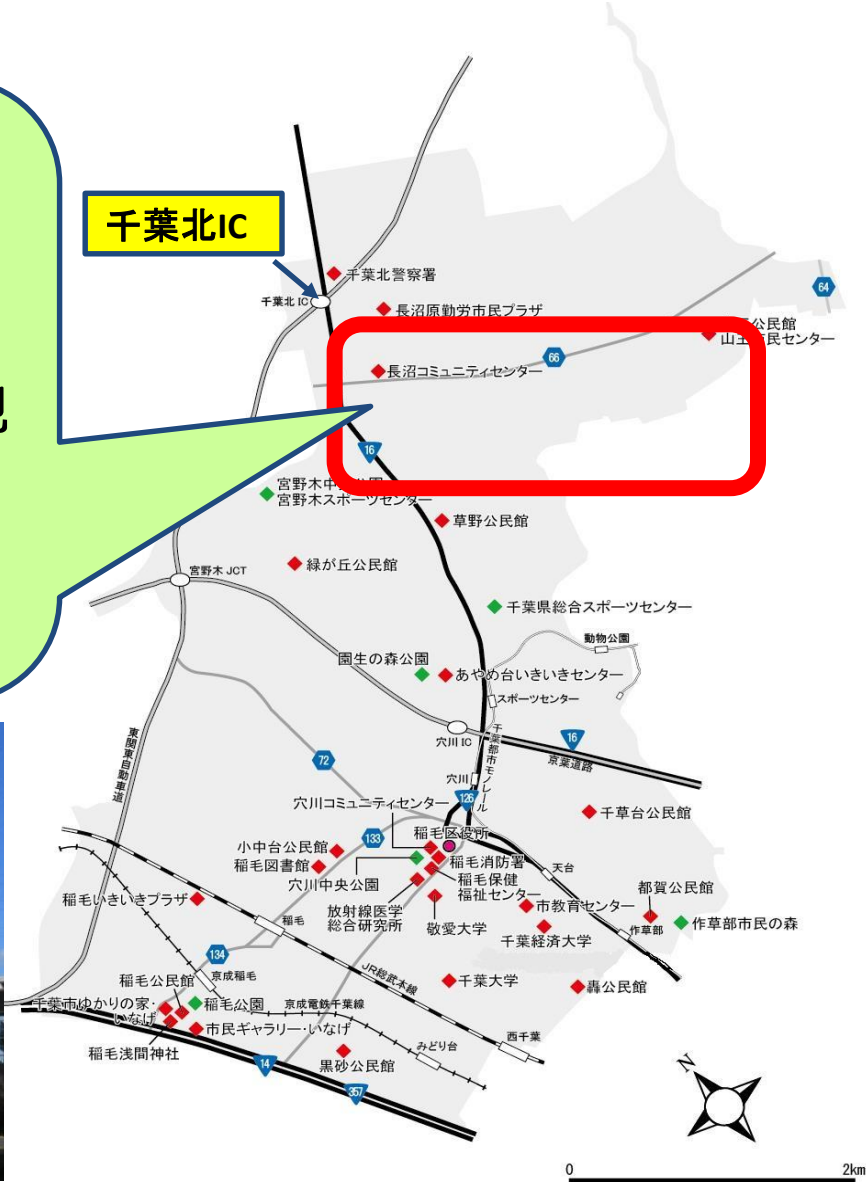 千葉北IC
千葉北警察署
千葉北 IC
64
長沼原勤労市民プラザ
公民館
山王市民センター
66
長沼コミュニティセンター
16
宮野木中央公園
宮野木スポーツセンター
草野公民館
宮野木 JCT
緑が丘公民館
千葉県総合スポーツセンター
動物公園
園生の森公園
あやめ台いきいきセンター
スポーツセンター
東関東自動車道
穴川 IC
千葉都市モノレール
16
京葉道路
72
穴川
126
穴川コミュニティセンター
千草台公民館
133
稲毛区役所
小中台公民館
稲毛図書館
稲毛消防署
天台
穴川中央公園
稲毛保健
福祉センター
都賀公民館
稲毛いきいきプラザ
放射線医学
総合研究所
敬愛大学
市教育センター
作草部
作草部市民の森
稲毛
千葉経済大学
134
JR総武本線
京成稲毛
千葉大学
轟公民館
稲毛公民館
千葉市ゆかりの家・
いなげ
稲毛公園
京成電鉄千葉線
市民ギャラリー・いなげ
みどり台
西千葉
稲毛浅間神社
14
黒砂公民館
357
N
0
2km